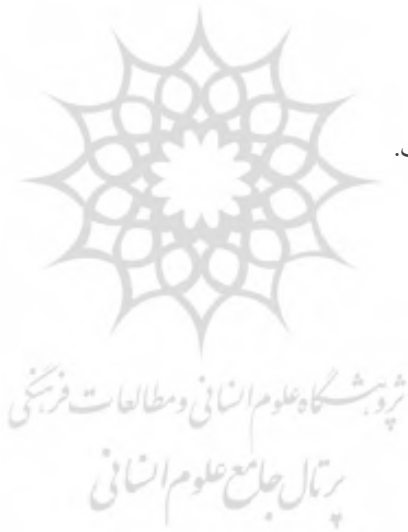 پژوهشگاه علوم انسانی و مطالعات فرهنگی
پرتال جامع علوم انسانی